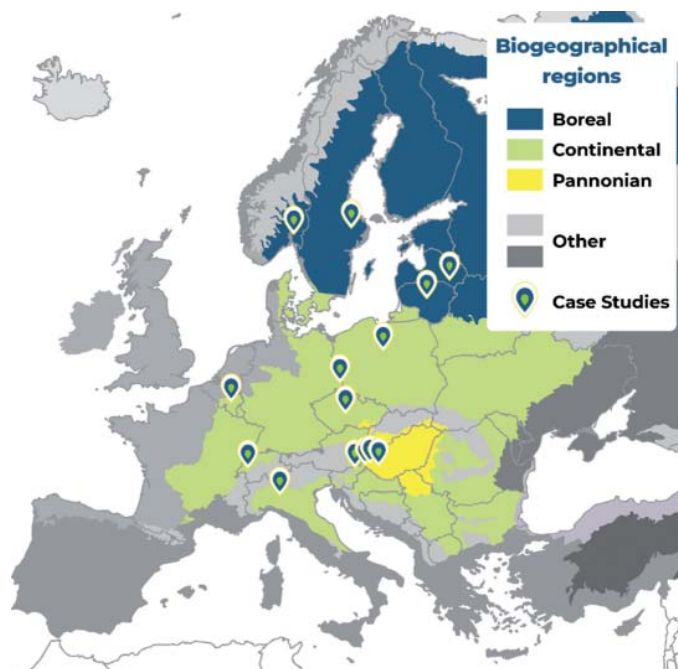 Biogeographical
regions
Boreal
Continental
Pannonian
Other
Case Studies